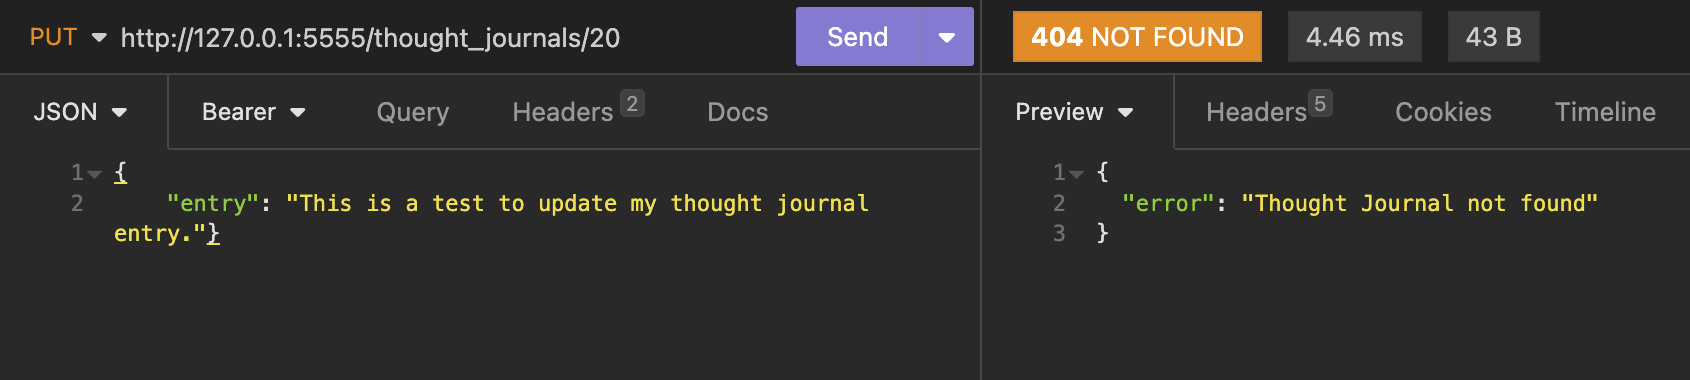 PUT http://127.0.0.1:5555/thought_journals/20 Send 404 NOT FOUND 4.46 ms 43 B
JSON Bearer Query Headers 2 Docs Preview Headers 5 Cookies Timeline
1 {
2 "entry": "This is a test to update my thought journal
entry."}
1 {
2 "error": "Thought Journal not found"
3 }